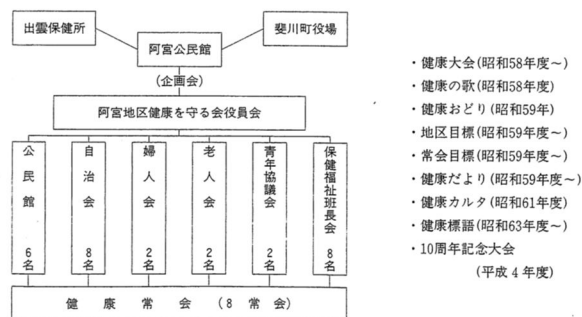 出雲保健所
斐川町役場
阿宮公民館
(企画会)
阿宮地区健康を守る会役員会
公民館 6名
自治会 8名
婦人会 2名
老人会 2名
青年協議会 2名
保健福祉班長会 8名
健康常会(8常会)
・健康大会(昭和58年度~)
・健康の歌(昭和58年度)
・健康おどり(昭和59年)
・地区目標(昭和59年度~)
・常会目標(昭和59年度~)
・健康だより(昭和59年度~)
・健康カルタ(昭和61年度)
・健康標語(昭和63年度~)
・10周年記念大会
(平成4年度)